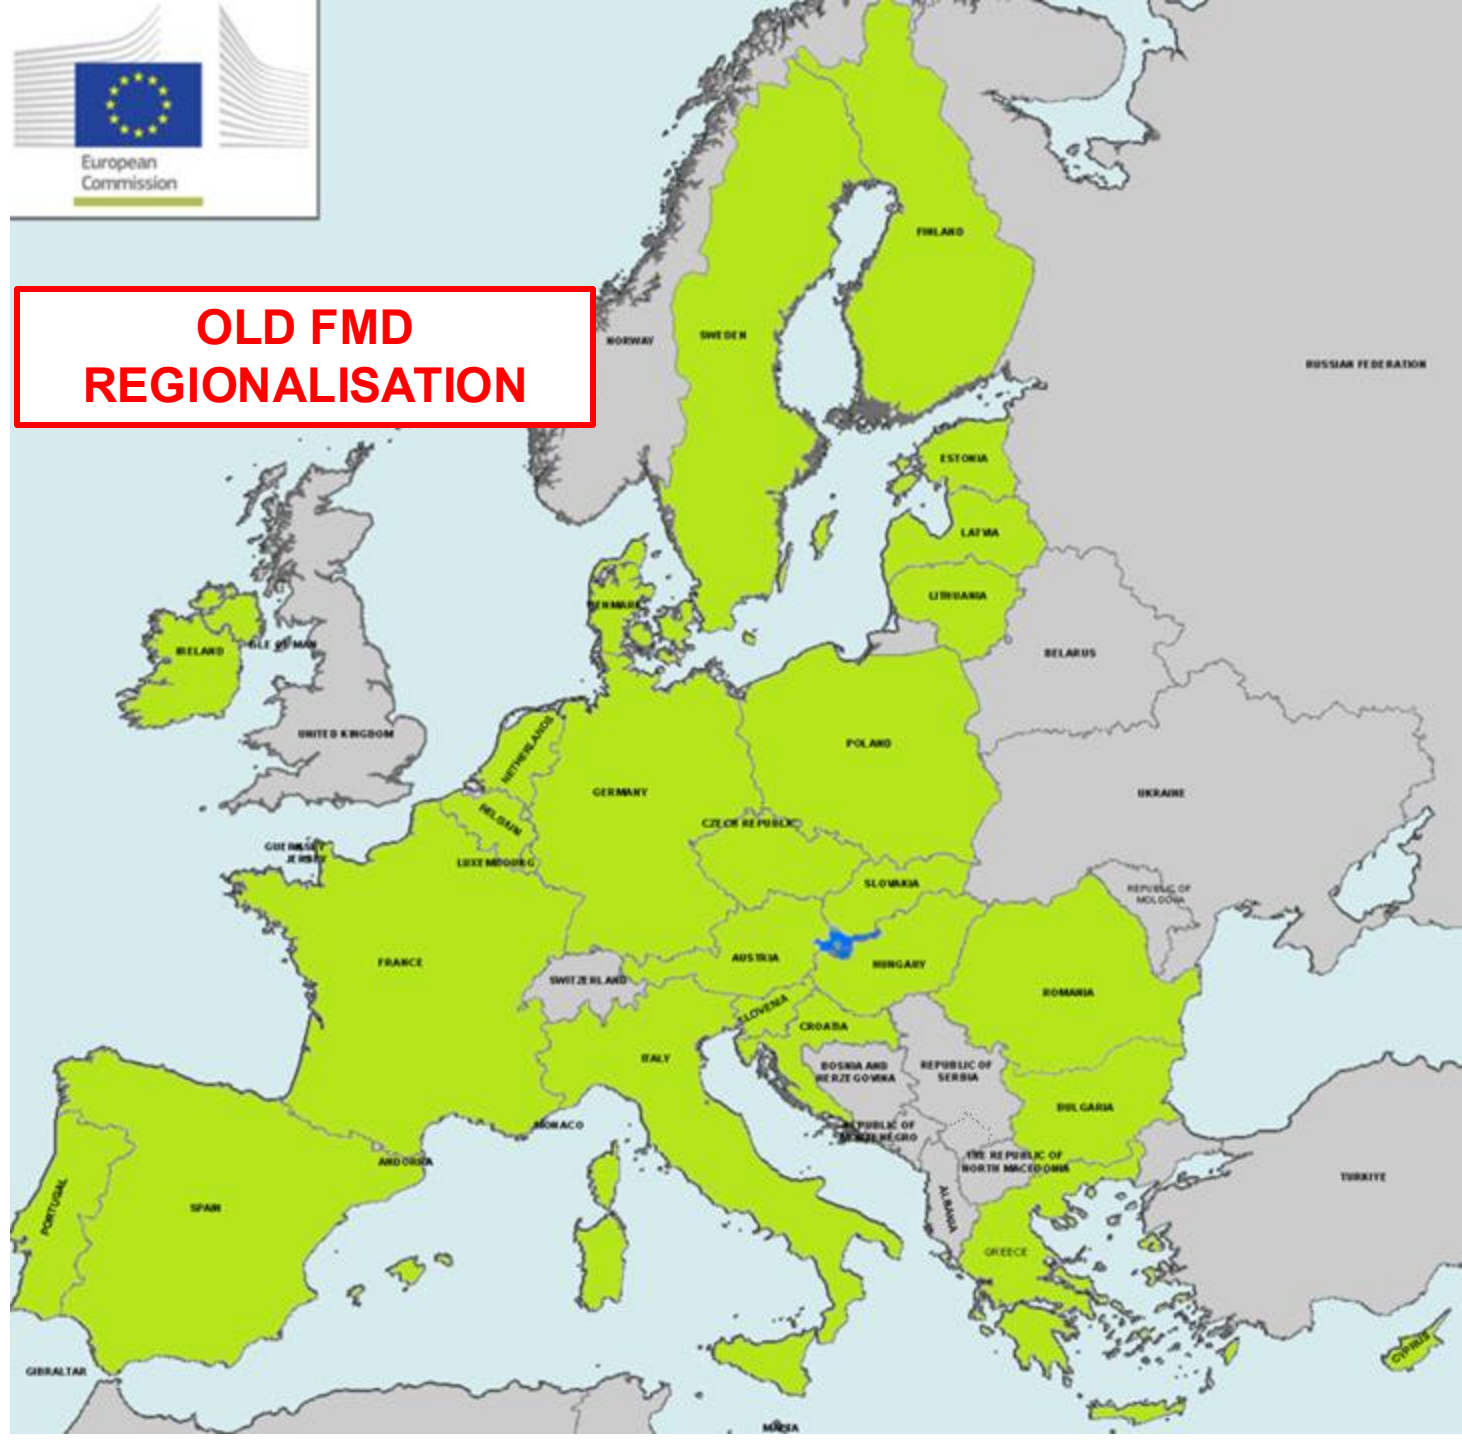 European
Commission
OLD FMD
REGIONALISATION
FINLAND
NORWAY
SWEDEN
RUSSIAN FEDERATION
ESTONIA
LATVIA
LITHUANIA
DENMARK
IRELAND
ISLE OF MAN
BELARUS
UNITED KINGDOM
NETHERLANDS
POLAND
GERMANY
UKRAINE
BELGIUM
CZECH REPUBLIC
GUERNSEY
JERSEY
LUXEMBOURG
SLOVAKIA
REPUBLIC OF
MOLDOVA
FRANCE
AUSTRIA
HUNGARY
SWITZERLAND
ROMANIA
SLOVENIA
CROATIA
ITALY
BOSNIA AND
HERZEGOVINA
REPUBLIC OF
SERBIA
BULGARIA
MONACO
REPUBLIC OF
MONTENEGRO
ANDORRA
THE REPUBLIC OF
NORTH MACEDONIA
TURKIYE
PORTUGAL
SPAIN
ALBANIA
GREECE
CYPRUS
GIBRALTAR
MALTA